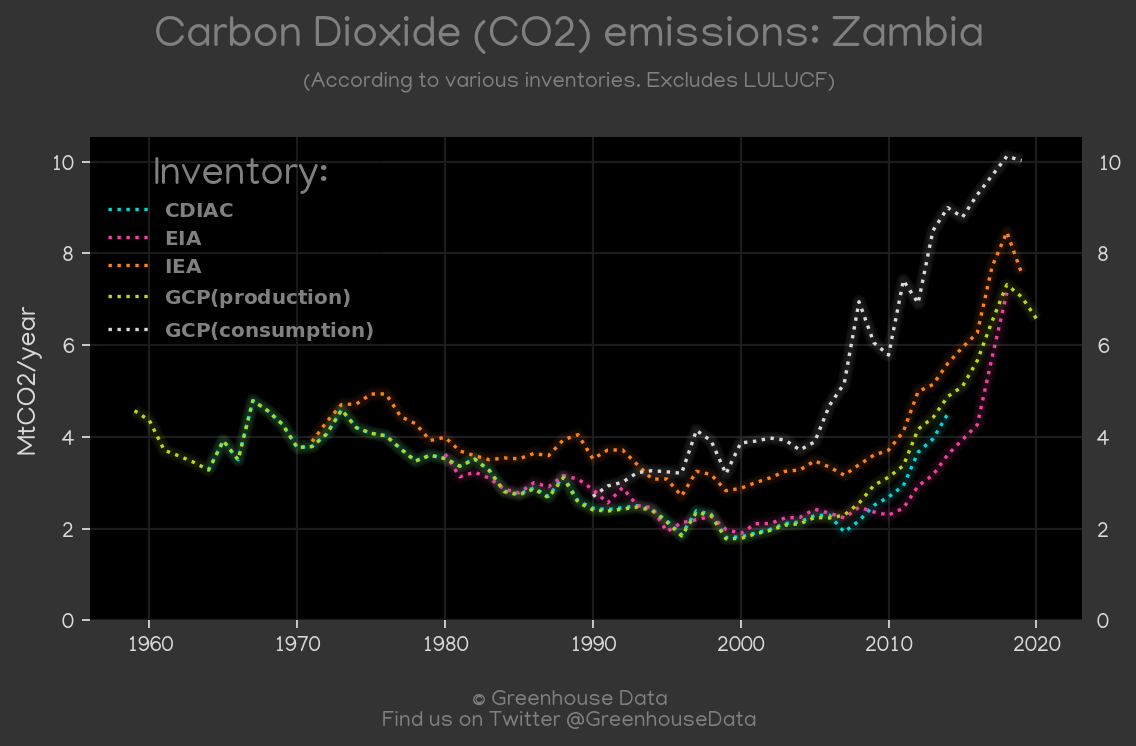 Carbon Dioxide (CO2) emissions: Zambia
(According to various inventories. Excludes LULUCF)
Inventory:
CDIAC
EIA
IEA
GCP(production)
GCP(consumption)
MtCO2/year
10
8
6
4
2
0
10
8
6
4
2
0
1960 1970 1980 1990 2000 2010 2020
© Greenhouse Data
Find us on Twitter @GreenhouseData